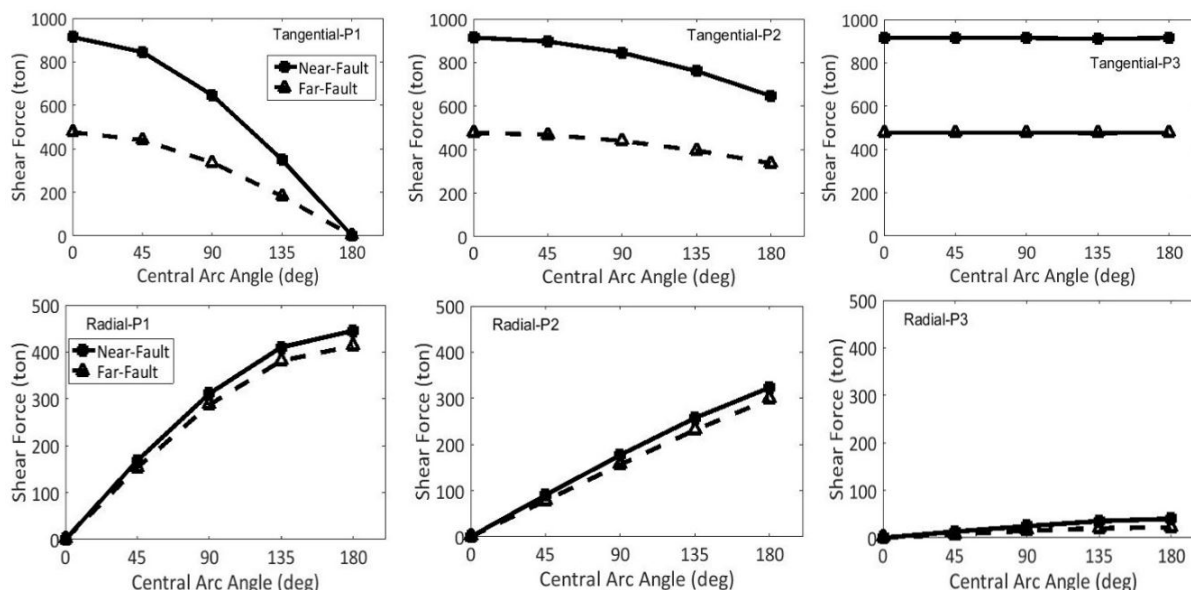 1000
800
600
400
200
0
Shear Force (ton)
Tangential-P1
Near-Fault
Far-Fault
0 45 90 135 180
Central Arc Angle (deg)
1000
800
600
400
200
0
Shear Force (ton)
Tangential-P2
0 45 90 135 180
Central Arc Angle (deg)
1000
800
600
400
200
0
Shear Force (ton)
Tangential-P3
0 45 90 135 180
Central Arc Angle (deg)
500
400
300
200
100
0
Shear Force (ton)
Radial-P1
Near-Fault
Far-Fault
0 45 90 135 180
Central Arc Angle (deg)
500
400
300
200
100
0
Shear Force (ton)
Radial-P2
0 45 90 135 180
Central Arc Angle (deg)
500
400
300
200
100
0
Shear Force (ton)
Radial-P3
0 45 90 135 180
Central Arc Angle (deg)